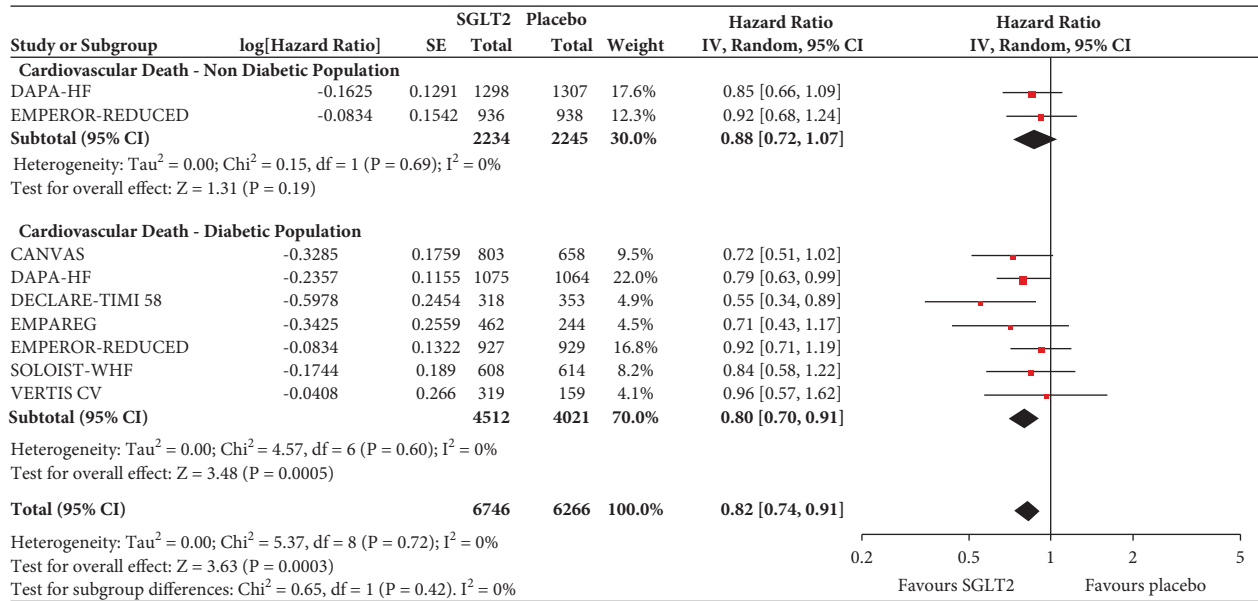 SGLT2 Placebo Hazard Ratio Hazard Ratio
Study or Subgroup log[Hazard Ratio] SE Total Total Weight IV, Random, 95% CI IV, Random, 95% CI
Cardiovascular Death - Non Diabetic Population
DAPA-HF -0.1625 0.1291 1298 1307 17.6% 0.85 [0.66, 1.09]
EMPEROR-REDUCED -0.0834 0.1542 936 938 12.3% 0.92 [0.68, 1.24]
Subtotal (95% CI) 2234 2245 30.0% 0.88 [0.72, 1.07]
Heterogeneity: Tau² = 0.00; Chi² = 0.15, df = 1 (P = 0.69); I² = 0%
Test for overall effect: Z = 1.31 (P = 0.19)
Cardiovascular Death - Diabetic Population
CANVAS -0.3285 0.1759 803 658 9.5% 0.72 [0.51, 1.02]
DAPA-HF -0.2357 0.1155 1075 1064 22.0% 0.79 [0.63, 0.99]
DECLARE-TIMI 58 -0.5978 0.2454 318 353 4.9% 0.55 [0.34, 0.89]
EMPAREG -0.3425 0.2559 462 244 4.5% 0.71 [0.43, 1.17]
EMPEROR-REDUCED -0.0834 0.1322 927 929 16.8% 0.92 [0.71, 1.19]
SOLOIST-WHF -0.1744 0.189 608 614 8.2% 0.84 [0.58, 1.22]
VERTIS CV -0.0408 0.266 319 159 4.1% 0.96 [0.57, 1.62]
Subtotal (95% CI) 4512 4021 70.0% 0.80 [0.70, 0.91]
Heterogeneity: Tau² = 0.00; Chi² = 4.57, df = 6 (P = 0.60); I² = 0%
Test for overall effect: Z = 3.48 (P = 0.0005)
Total (95% CI) 6746 6266 100.0% 0.82 [0.74, 0.91]
Heterogeneity: Tau² = 0.00; Chi² = 5.37, df = 8 (P = 0.72); I² = 0%
Test for overall effect: Z = 3.63 (P = 0.0003)
Test for subgroup differences: Chi² = 0.65, df = 1 (P = 0.42). I² = 0%
0.2 0.5 1 2 5
Favours SGLT2 Favours placebo